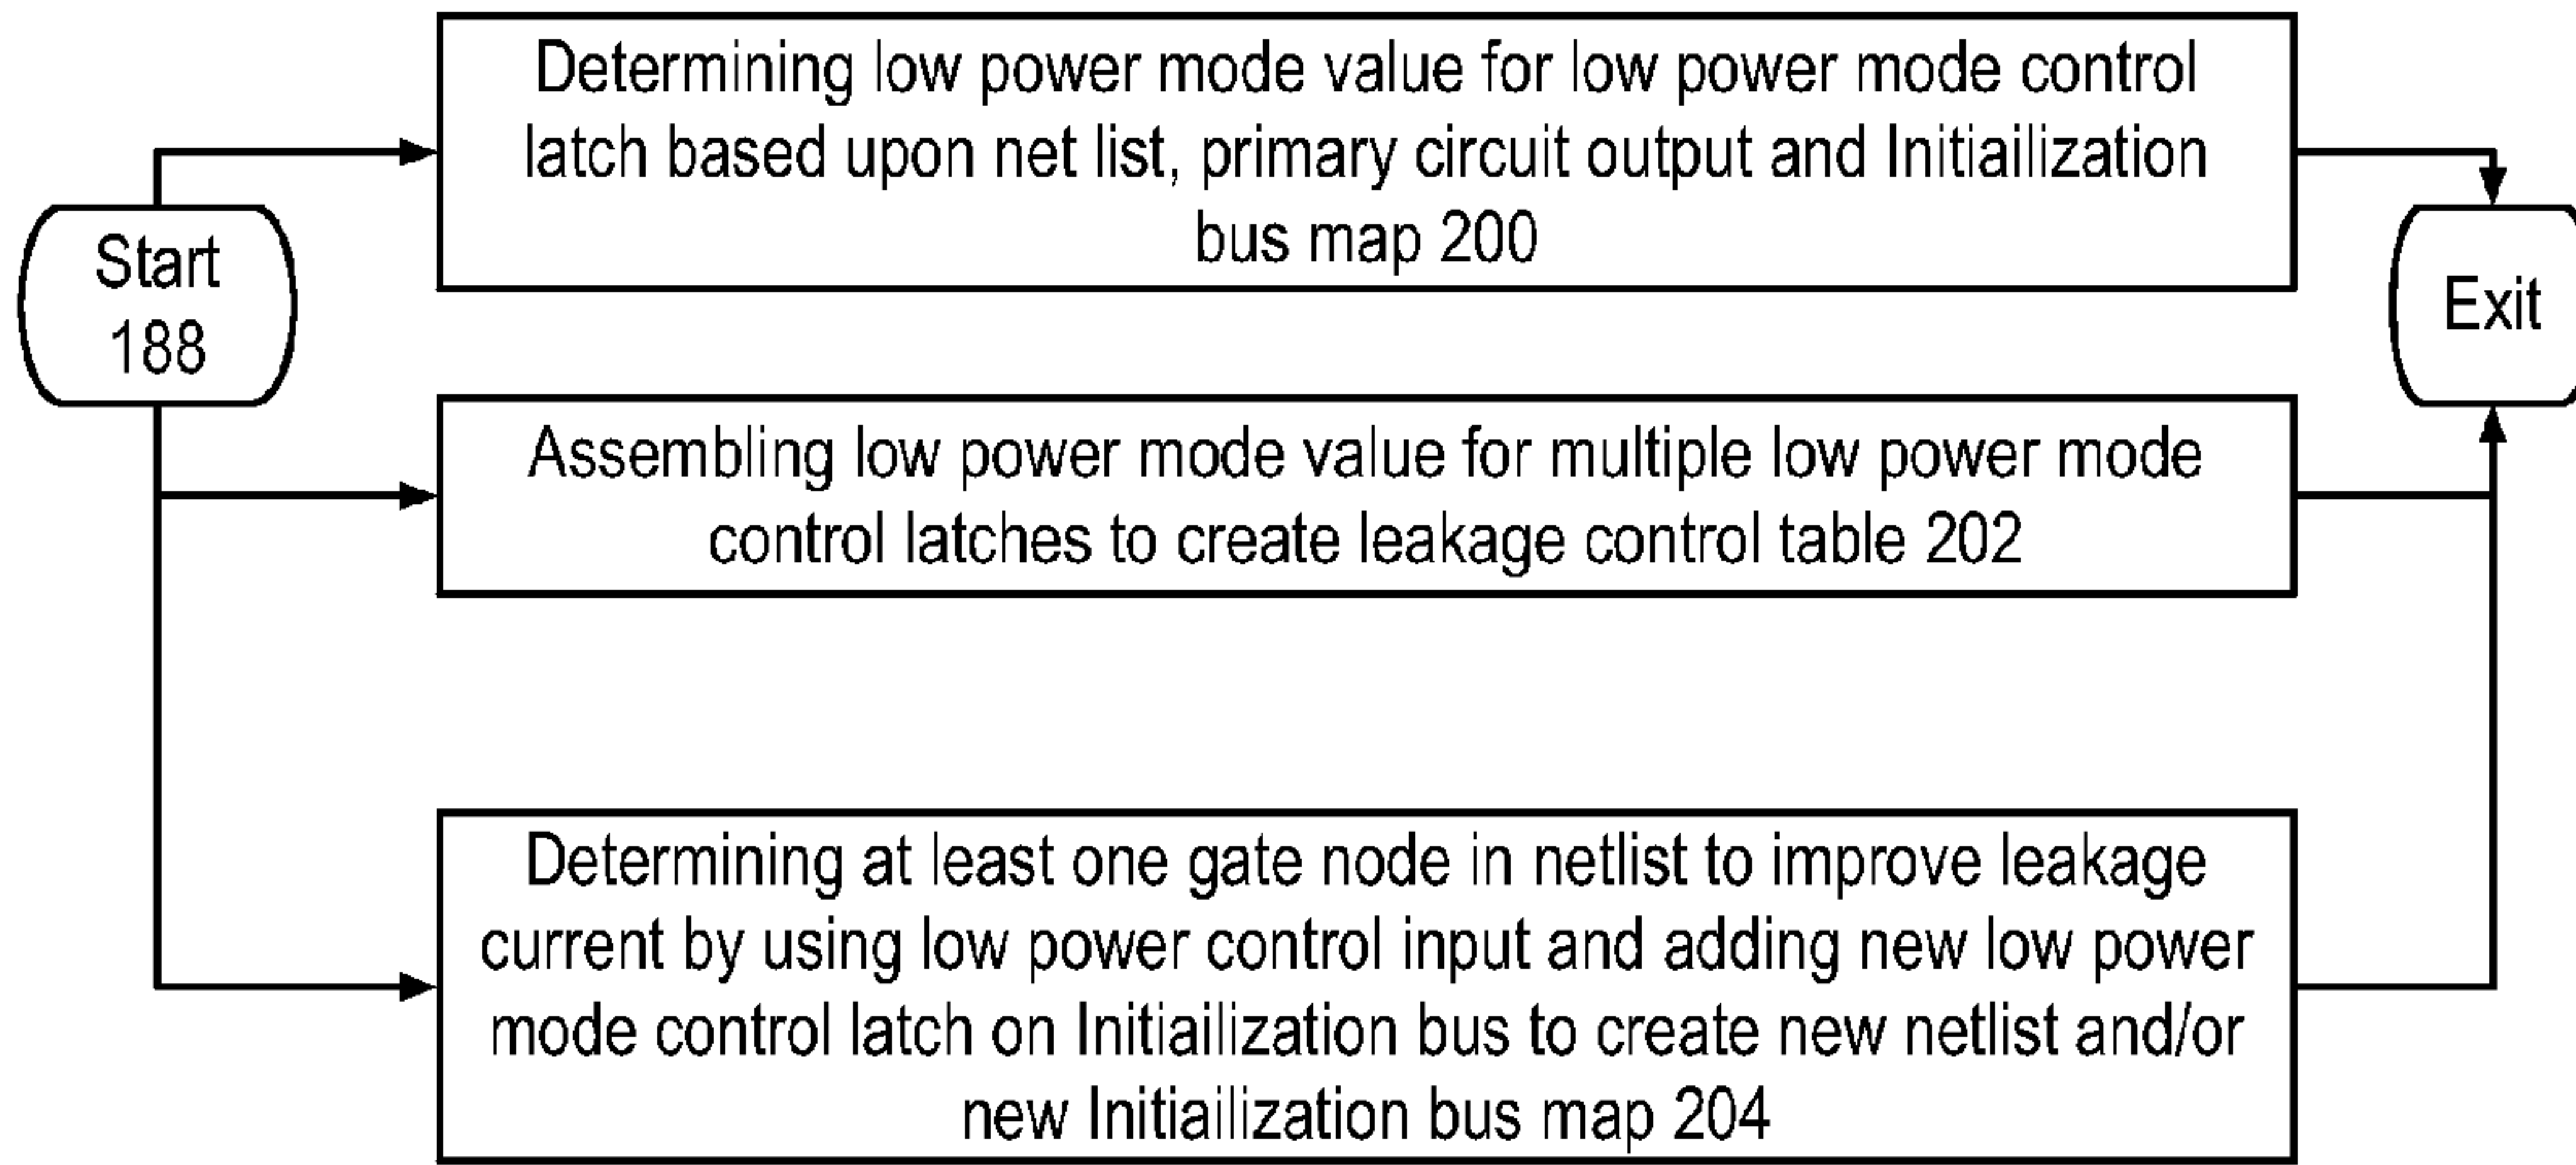 Start
188
Determining low power mode value for low power mode control
latch based upon net list, primary circuit output and Initiailization
bus map 200
Exit
Assembling low power mode value for multiple low power mode
control latches to create leakage control table 202
Determining at least one gate node in netlist to improve leakage
current by using low power control input and adding new low power
mode control latch on Initiailization bus to create new netlist and/or
new Initiailization bus map 204